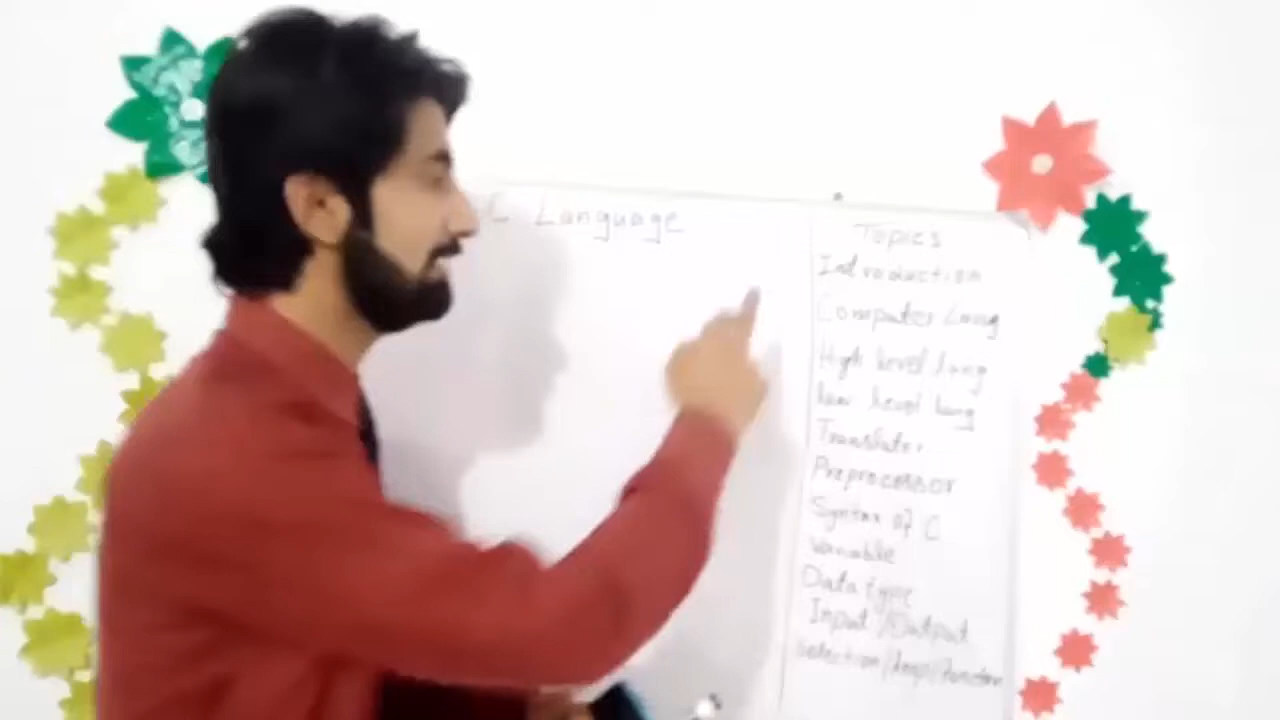 C Language
Topics
Introduction
Computer Lang
High level lang
low level lang
Translater
Preprocessor
Syntax of C
Variable
Data type
Input/Output
selection/loop/function